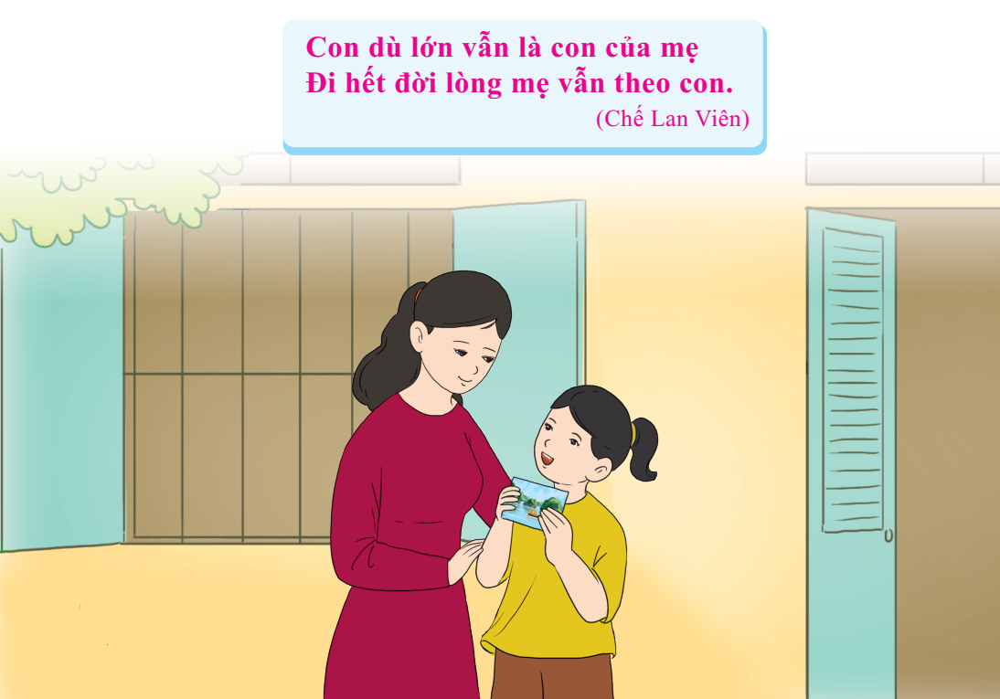 Con dù lớn vẫn là con của mẹ
Đi hết đời lòng mẹ vẫn theo con.
(Chế Lan Viên)